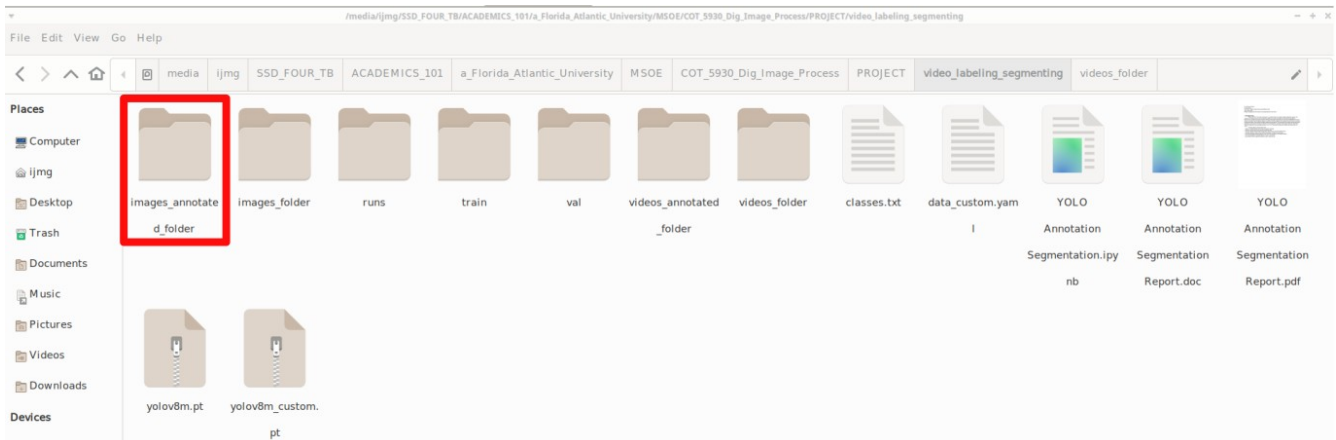 /media/ijmg/SSD_FOUR_TB/ACADEMICS_101/a_Florida_Atlantic_University/MSOE/COT_5930_Dig_Image_Process/PROJECT/video_labeling_segmenting
File Edit View Go Help
media ijmg SSD_FOUR_TB ACADEMICS_101 a_Florida_Atlantic_University MSOE COT_5930_Dig_Image_Process PROJECT video_labeling_segmenting videos_folder
Places
Computer
ijmg
Desktop
Trash
Documents
Music
Pictures
Videos
Downloads
Devices
images_annotate
d_folder
images_folder
runs
train
val
videos_annotated
_folder
videos_folder
classes.txt
data_custom.yam
l
YOLO
Annotation
Segmentation.ipy
nb
YOLO
Annotation
Segmentation
Report.doc
YOLO
Annotation
Segmentation
Report.pdf
yolov8m.pt
yolov8m_custom.
pt